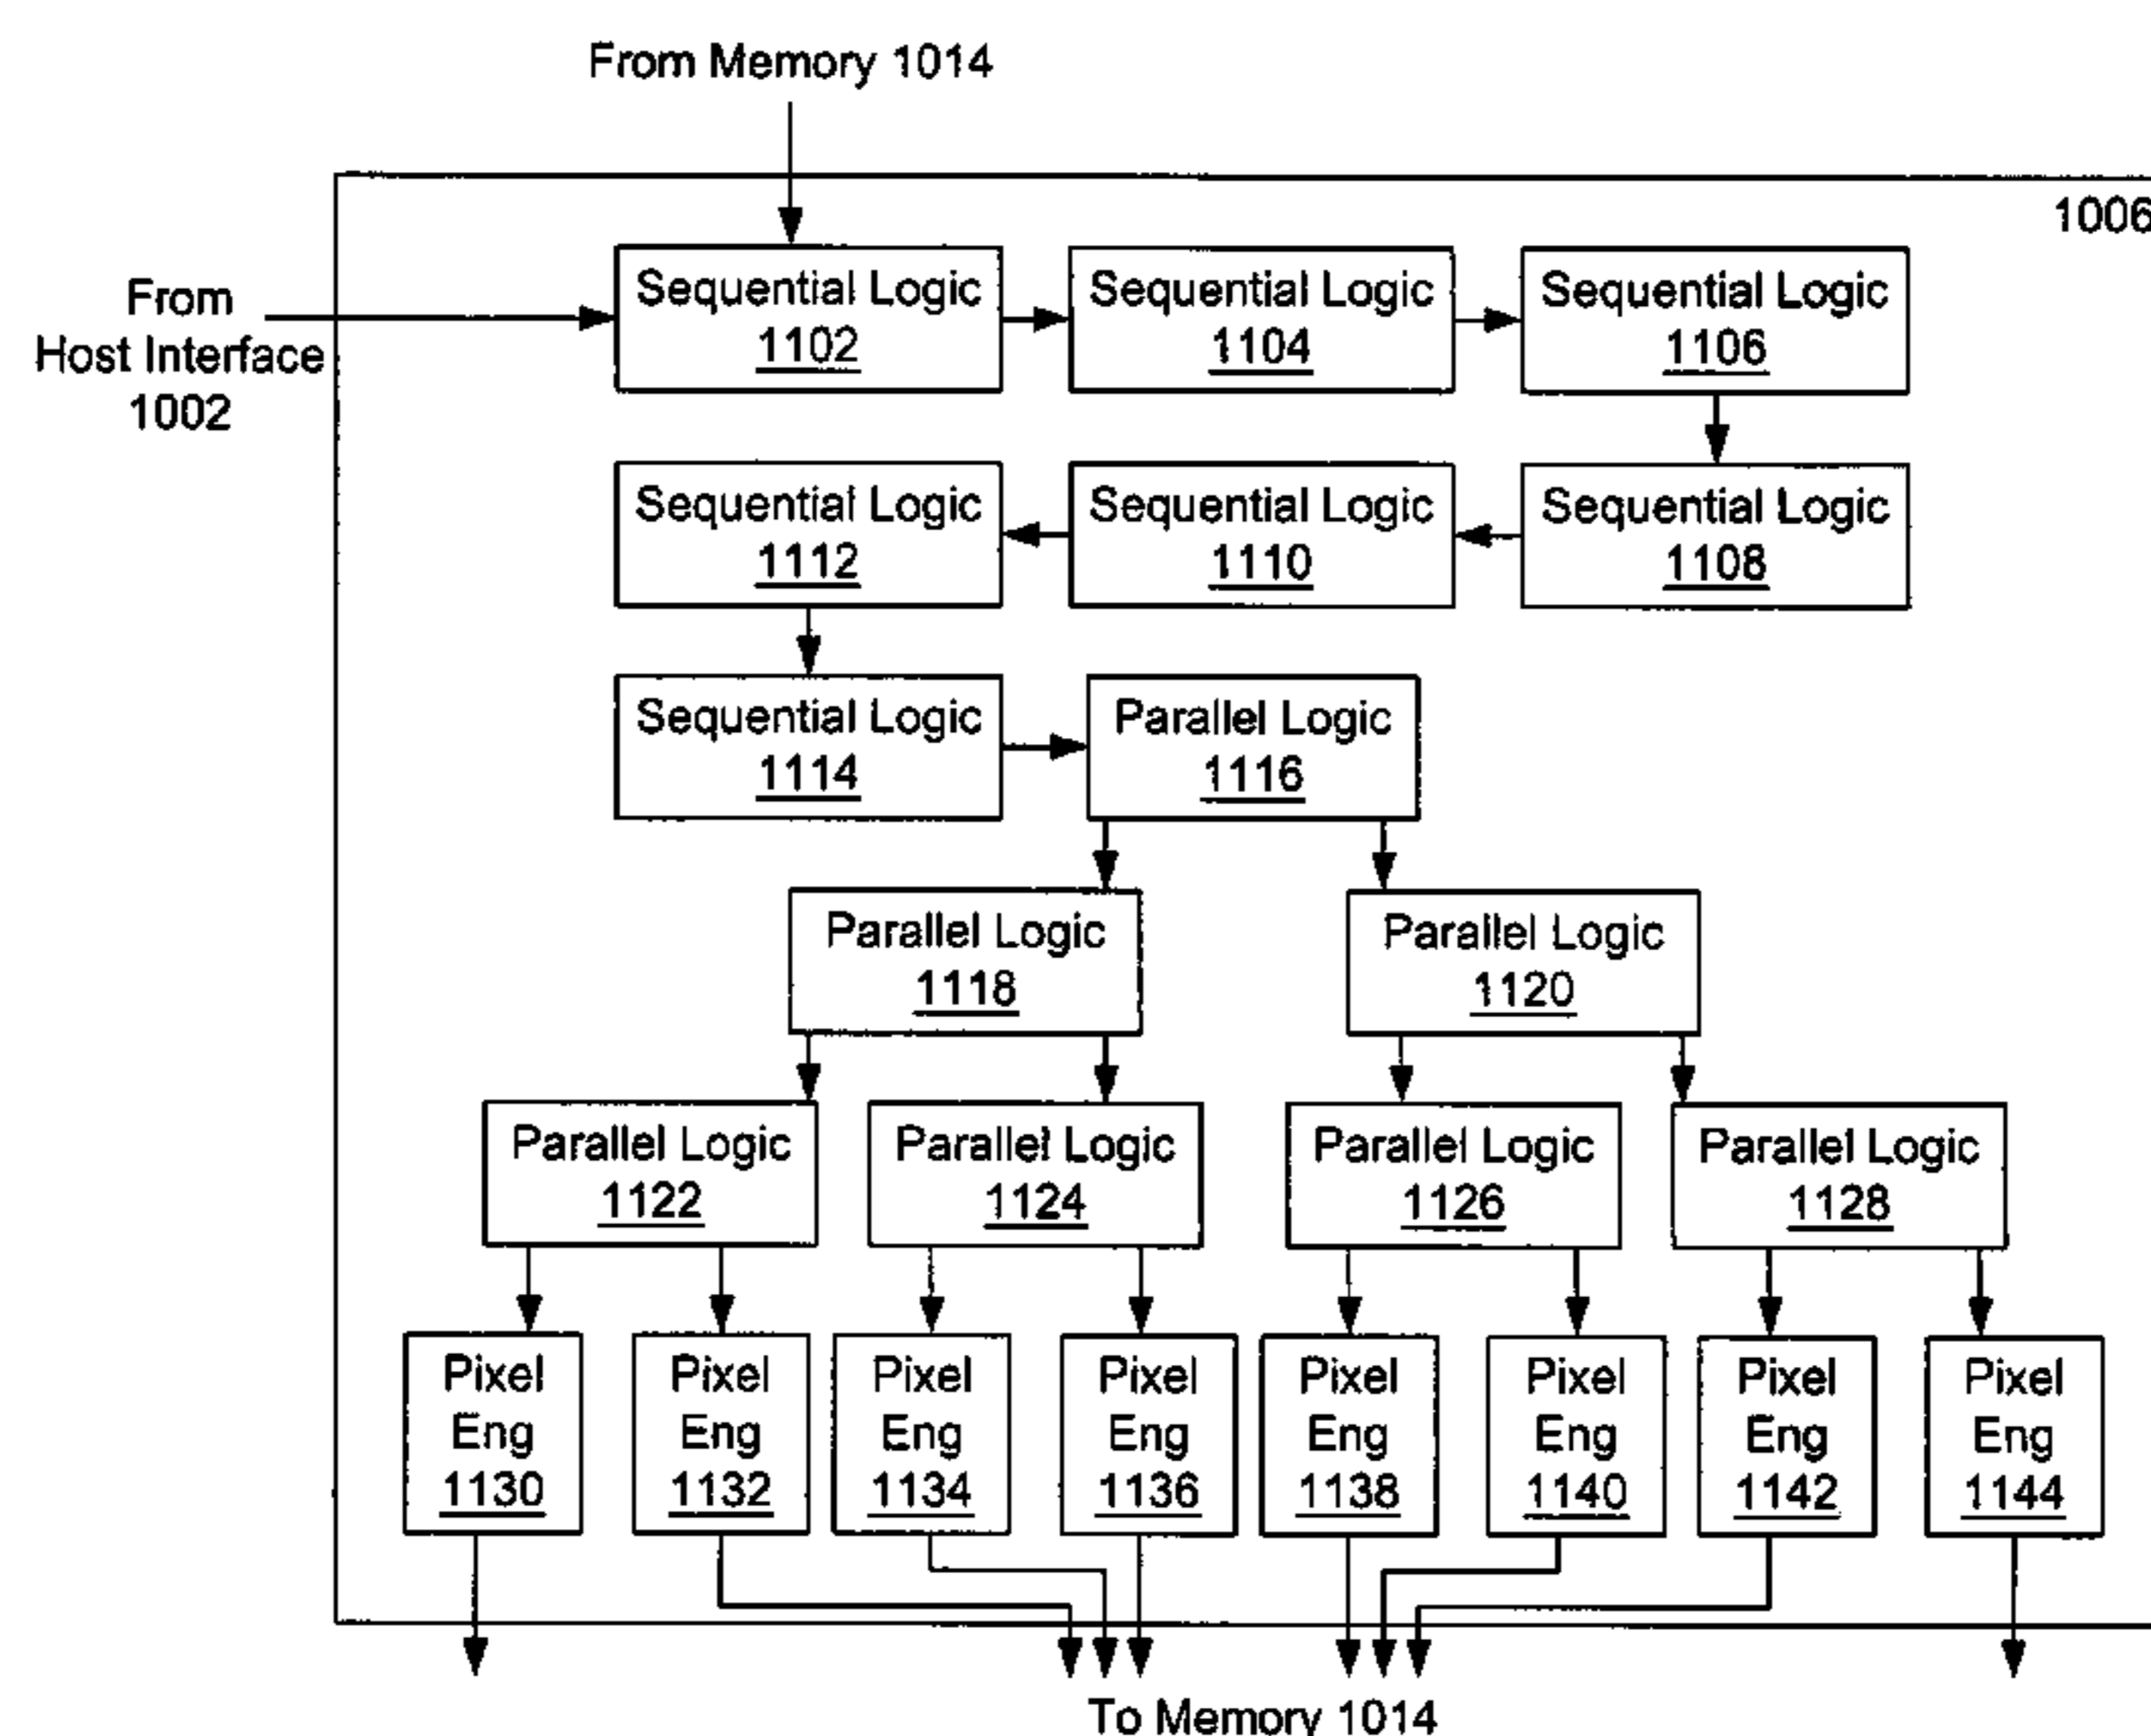 From Memory 1014
1006
From
Host Interface
1002
Sequential Logic
1102
Sequential Logic
1104
Sequential Logic
1106
Sequential Logic
1112
Sequential Logic
1110
Sequential Logic
1108
Sequential Logic
1114
Parallel Logic
1116
Parallel Logic
1118
Parallel Logic
1120
Parallel Logic
1122
Parallel Logic
1124
Parallel Logic
1126
Parallel Logic
1128
Pixel
Eng
1130
Pixel
Eng
1132
Pixel
Eng
1134
Pixel
Eng
1136
Pixel
Eng
1138
Pixel
Eng
1140
Pixel
Eng
1142
Pixel
Eng
1144
To Memory 1014